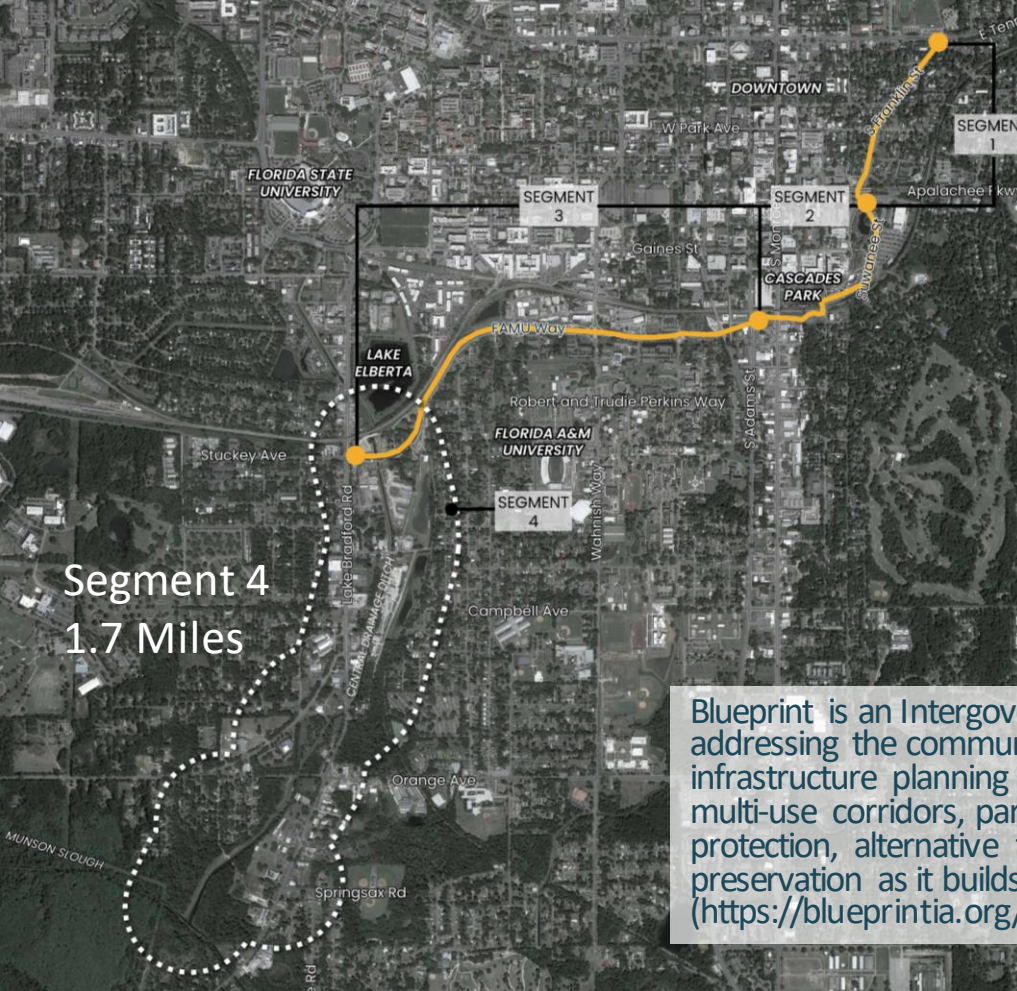 E Tenn
DOWNTOWN
S Franklin St
W Park Ave
SEGMEN
1
FLORIDA STATE
UNIVERSITY
SEGMENT
3
SEGMENT
2
Apalachee Pkwy
Gaines St
S Mon
Suwanee St
CASCADES
PARK
FAMU Way
LAKE
ELBERTA
Robert and Trudie Perkins Way
S Adams St
FLORIDA A&M
UNIVERSITY
Stuckey Ave
SEGMENT
4
Wahnish Way
Lake Bradford Rd
Segment 4
1.7 Miles
CENTRAL DRAINAGE DITCH
Campbell Ave
Blueprint is an Intergov
addressing the commun
infrastructure planning
multi-use corridors, par
protection, alternative
preservation as it builds
(https://blueprintia.org/
Orange Ave
MUNSON SLOUGH
Springsax Rd
e Rd